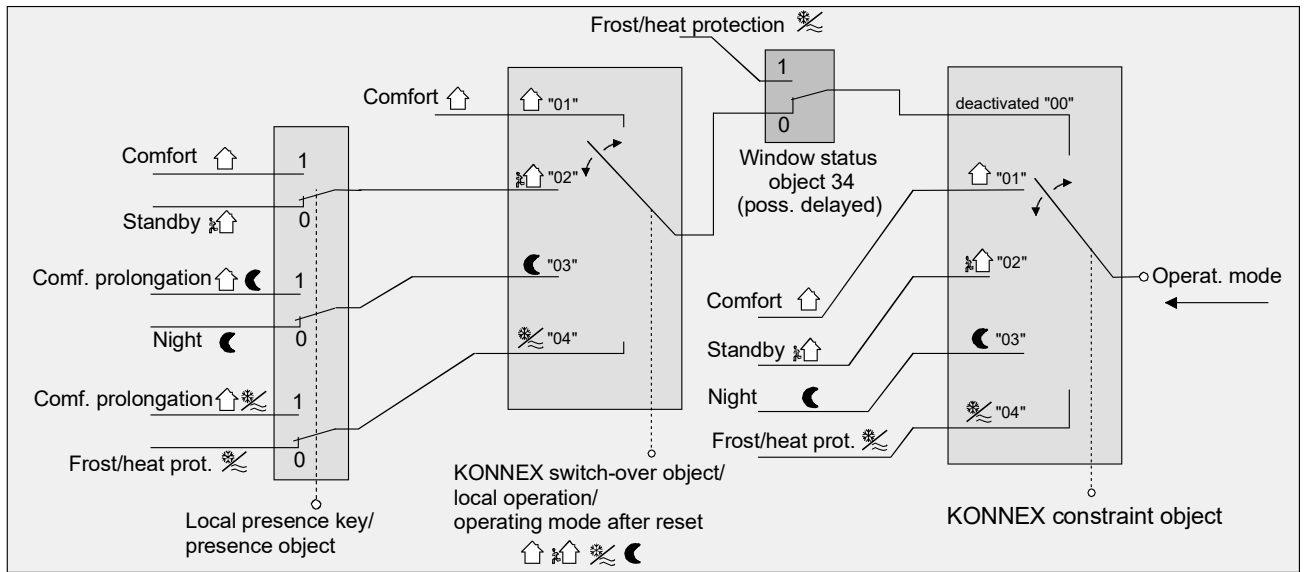 Frost/heat protection
Comfort
"01"
"02"
"03"
"04"
Comfort
1
0
Standby
Comf. prolongation
1
0
Night
Comf. prolongation
1
0
Frost/heat prot.
Local presence key/
presence object
KONNEX switch-over object/
local operation/
operating mode after reset
1
0
Window status
object 34
(poss. delayed)
deactivated "00"
"01"
"02"
"03"
"04"
Comfort
Standby
Night
Frost/heat prot.
Operat. mode
KONNEX constraint object